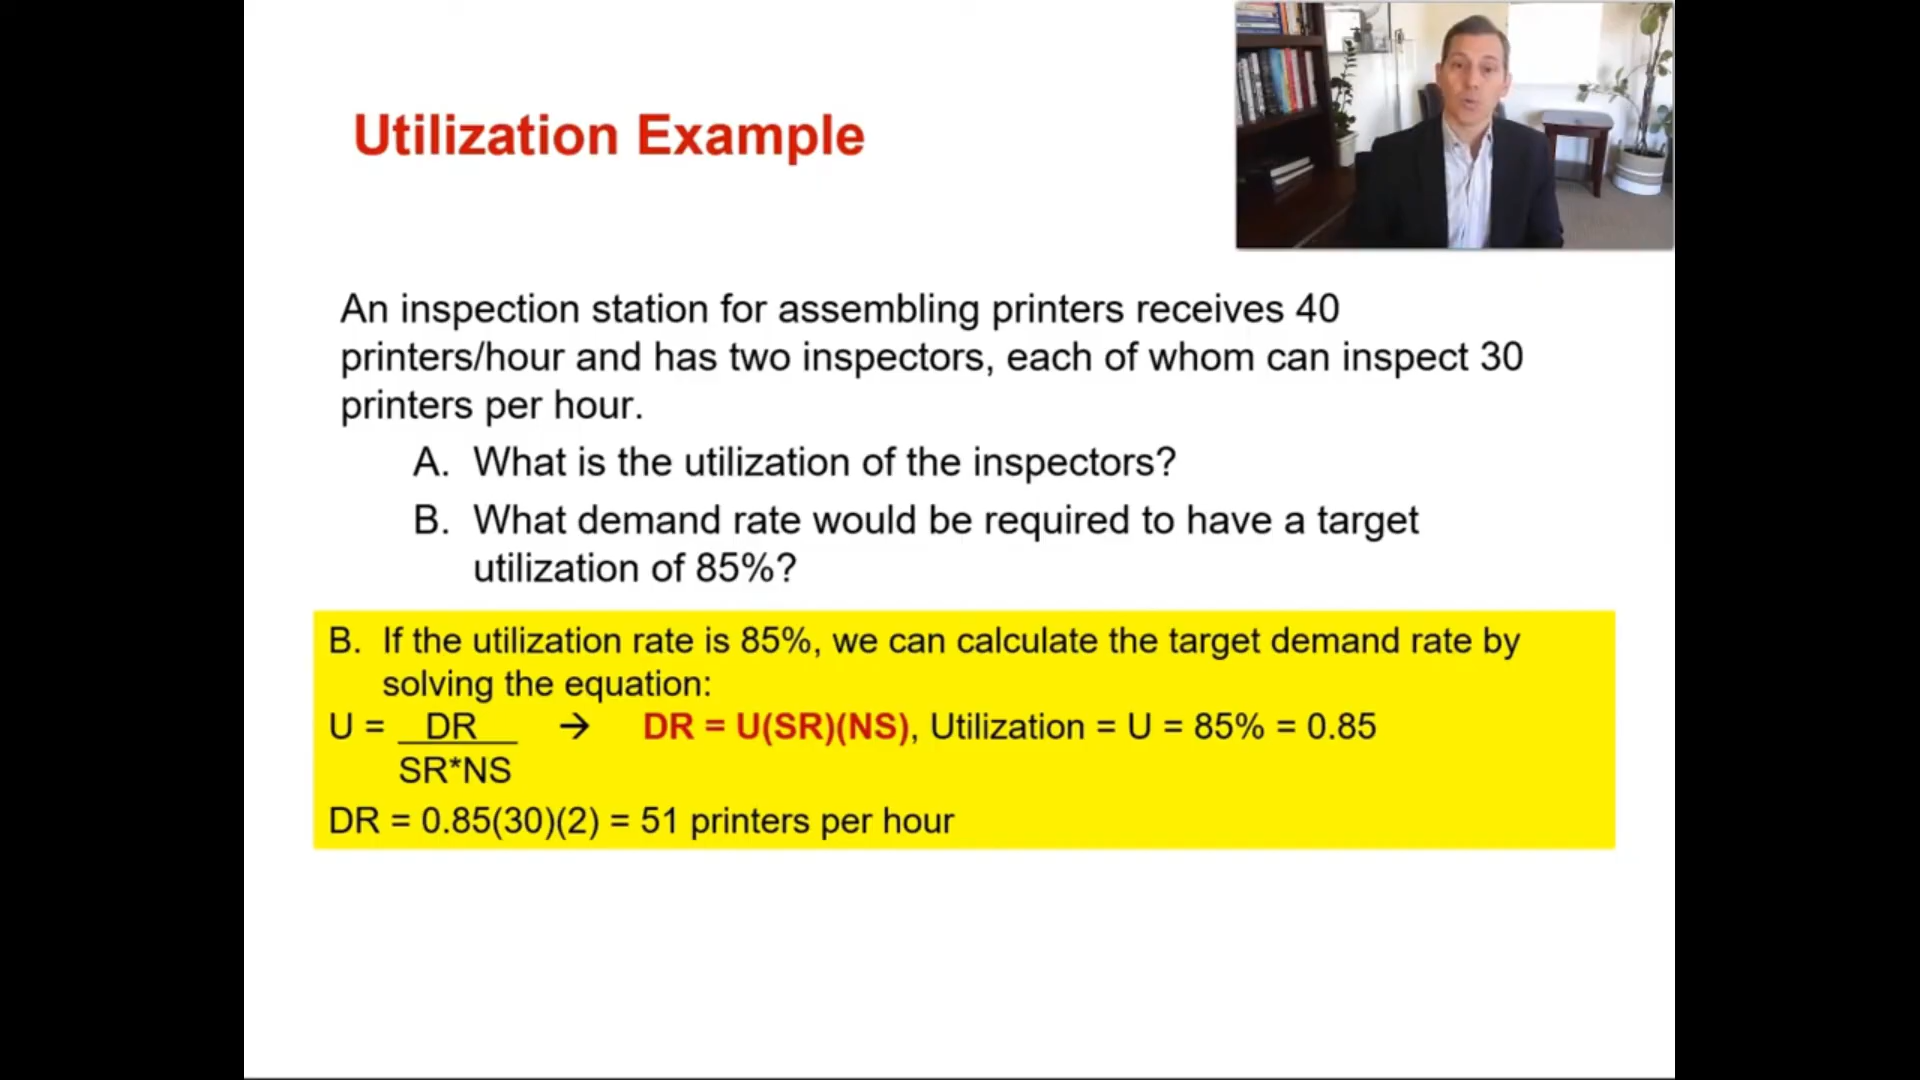 Utilization Example
An inspection station for assembling printers receives 40
printers/hour and has two inspectors, each of whom can inspect 30
printers per hour.
A. What is the utilization of the inspectors?
B. What demand rate would be required to have a target
utilization of 85%?
B. If the utilization rate is 85%, we can calculate the target demand rate by
solving the equation:
U = DR → DR = U(SR)(NS), Utilization = U = 85% = 0.85
SR*NS
DR = 0.85(30)(2) = 51 printers per hour